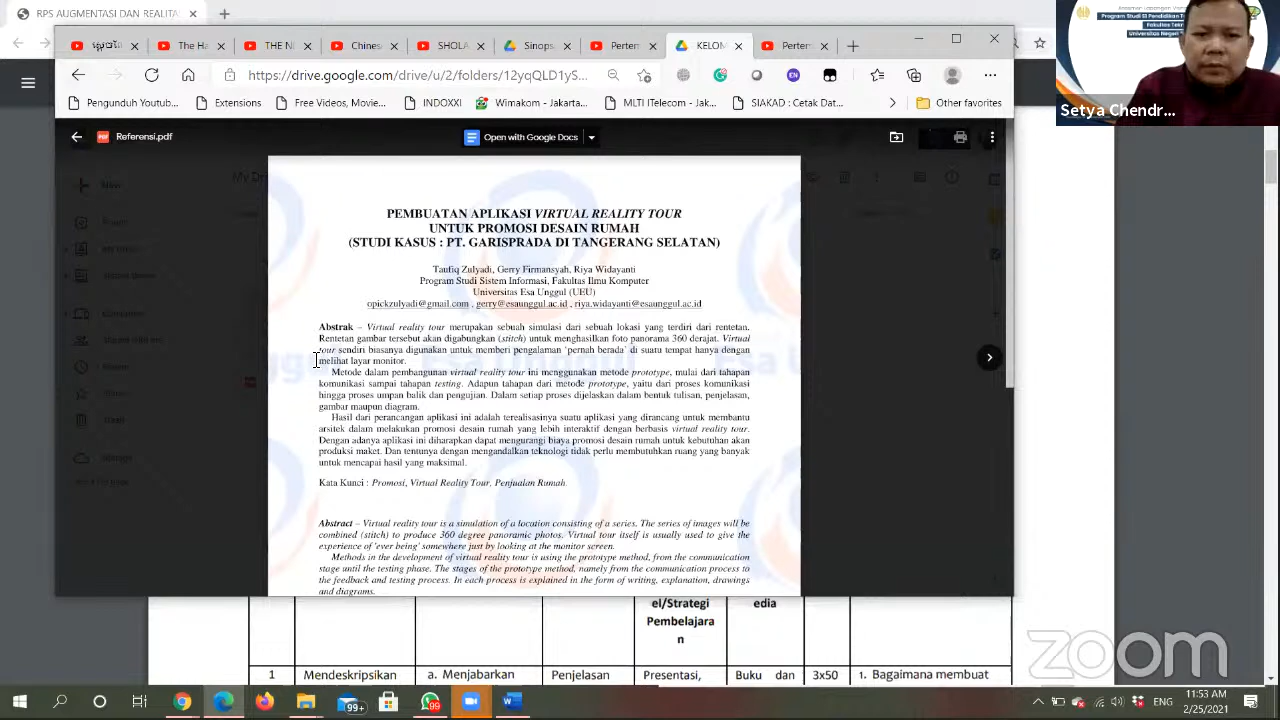 RPS AUGMENTASI DAN REALITA
https://drive.google.com/drive/folders/1ZyqQLD1yS...
Pengunduh Youtub...
Extensions
Free Videos, F
IDUXXI
Winakom - Jakarta...
MLTI |Telecom - Jak...
SIAKAD : Cetak Dat
Other favorites
Perten
EN
PDF Referensi.pdf
Open with Google Docs
PEMBUATAN APLIKASI VIRTUAL REALITY TOUR
UNTUK PROMOSI DESAIN RUMAH
(STUDI KASUS : PT. GARISPRADA DI TANGERANG SELATAN)
Taufiq Zulyadi, Gerry Firmansyah, Riya Widayanti
Program Studi Sistem Informasi, Fakultas Ilmu Komputer
Universitas Esa Unggul (UEU)
opickzulyadi@gmail.com , gerry@esaunggul.ac.id , riya.widayanti@esaunggul.ac.id
Abstrak – Virtual reality tour merupakan sebuah simulasi dari sebuah lokasi yang terdiri dari rentetan.
Rentetan gambar tersebut akan digabungkan (stitch) untuk menghasilkan foto panorama 360 derajat. Virtual
tour sendiri biasanya digunakan untuk memberi pengalaman 'pernah berada' di suatu tempat hanya dengan
melihat layar monitor.
Metode dalam pembangunan virtual reality tour ini menggunakan metode prototype, mulai dari tahapan
komunikasi sampai tahapan testing. Adapun tahapan dari metode prototype, yaitu dari proses komunikasi
hingga proses umpan balik dan pengujan. Dalam setiap proses dijelaskan dalam bentuk tulisan, penjelasan,
gambar maupun diagram.
Hasil dari perancangan aplikasi ini adalah terealisasinya suatu aplikasi yang dirancang untuk membantu
arsitek dalam melakukan promosi desain rumah yang lebih interaktif dengan berbasis virtual reality tour.
Dengan adanya aplikasi ini diharapkan dapat mengurangi biaya promosi desain rumah untuk kebutuhan akan
produksi maket. Dan tentunya dengan mengandalkan teknologi tidak perlu membutuhkan ruang yang banyak
untuk mencapai hasil yang maksimal.
Kata Kunci : Promosi, Virtual Reality Tour, Penjualan Rumah.
Abstract – Virtual reality tour is a simulation of a location consisting of a series. The series of images will be
combined (stitch) to produce 360 degree panoramic photos. Virtual tour itself is usually used to give the
experience of 'ever being' somewhere just by looking at the monitor screen.
Methods in the development of virtual reality tour is using the prototype method, from the communication
stage until the testing phase. The stages of the prototype method, namely from the communication process to
the feedback and testing process. In each process is explained in the form of writing, explanation, drawings
and diagrams.
el/Strategi
Pembelajara
n
edia
1 Mendeskripsikan a. Menjabarkan Penjelasan Presentasi, Buku dan 3x50 1. Bagaimana membuat
Program Studi S1 Pendidikan
Fakultas Tekn
Universitas Negeri
Setya Chendr...
zoom
ENG
11:53 AM
2/25/2021